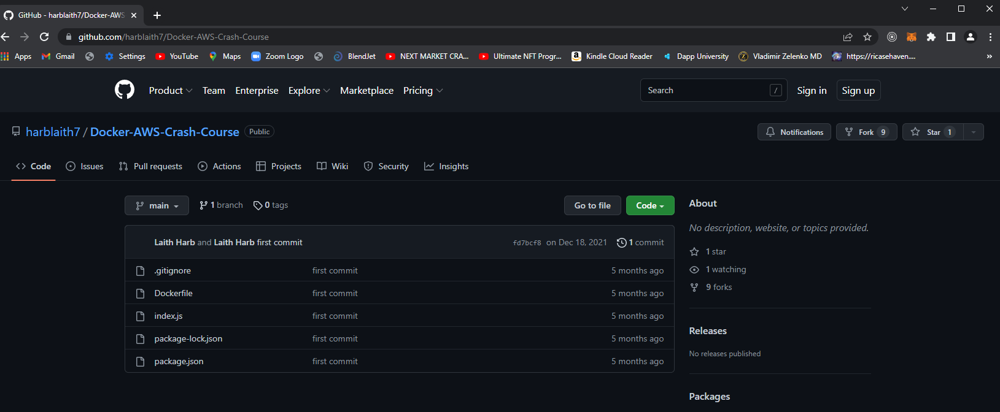 GitHub - harblaith7/Docker-AWS
github.com/harblaith7/Docker-AWS-Crash-Course
Apps Gmail Settings YouTube Maps Zoom Logo BlendJet NEXT MARKET CRA... Ultimate NFT Progr... Kindle Cloud Reader Dapp University Vladimir Zelenko MD https://ricasehaven.... »
Product Team Enterprise Explore Marketplace Pricing Search / Sign in Sign up
harblaith7 / Docker-AWS-Crash-Course Public Notifications Fork 9 Star 1
<> Code Issues Pull requests Actions Projects Wiki Security Insights
main 1 branch 0 tags Go to file Code
Laith Harb and Laith Harb first commit fd7bcf8 on Dec 18, 2021 1 commit
.gitignore first commit 5 months ago
Dockerfile first commit 5 months ago
index.js first commit 5 months ago
package-lock.json first commit 5 months ago
package.json first commit 5 months ago
About
No description, website, or topics provided.
1 star
1 watching
9 forks
Releases
No releases published
Packages